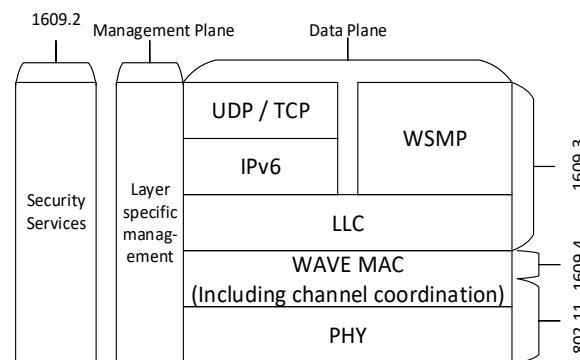 1609.2
Management Plane
Data Plane
Security
Services
Layer
specific
manag-
ement
UDP / TCP
IPv6
WSMP
LLC
WAVE MAC
(Including channel coordination)
PHY
1609.3
1609.4
802.11